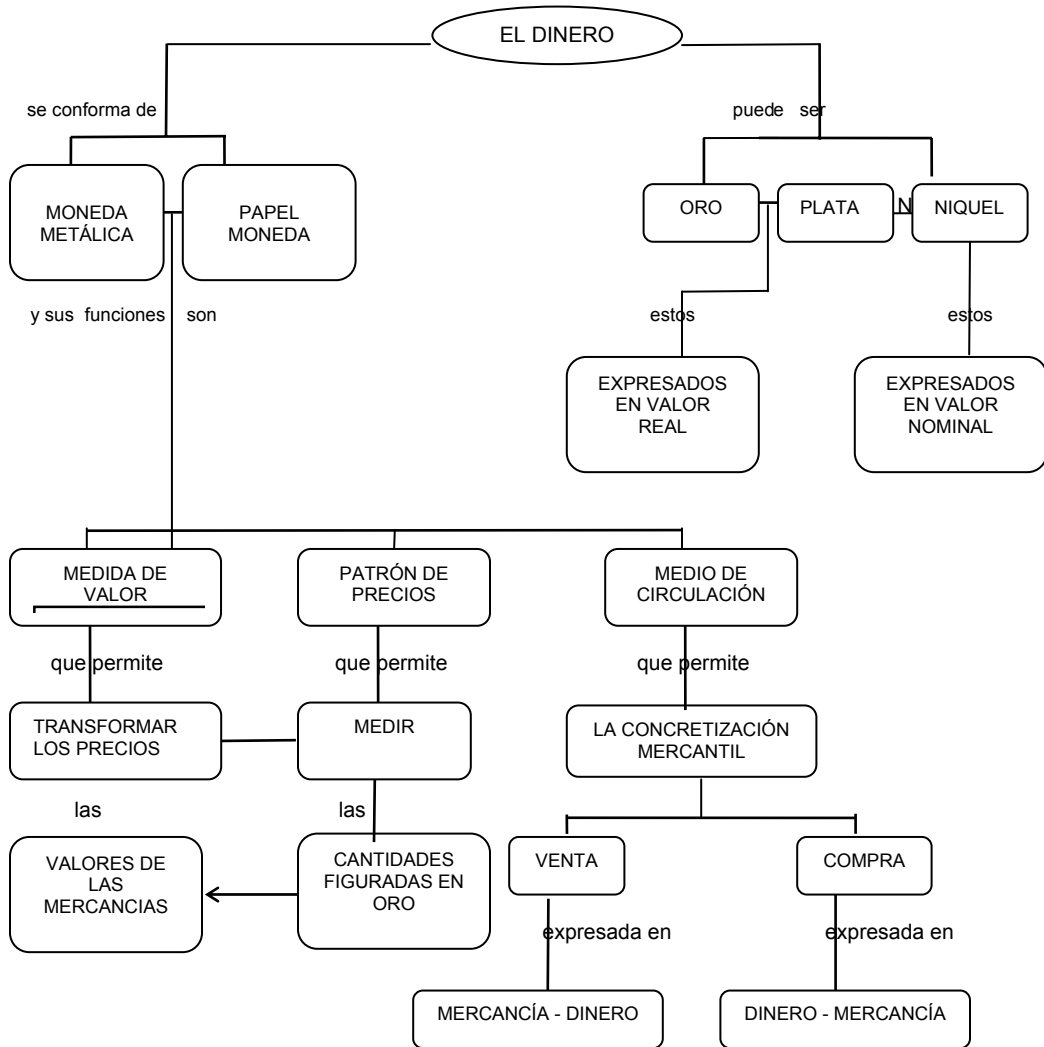 EL DINERO
se conforma de
puede ser
MONEDA
METÁLICA
PAPEL
MONEDA
ORO
PLATA
N
NIQUEL
y sus funciones son
estos
estos
EXPRESADOS
EN VALOR
REAL
EXPRESADOS
EN VALOR
NOMINAL
MEDIDA DE
VALOR
PATRÓN DE
PRECIOS
MEDIO DE
CIRCULACIÓN
que permite
que permite
que permite
TRANSFORMAR
LOS PRECIOS
MEDIR
LA CONCRETIZACIÓN
MERCANTIL
las
las
VALORES DE
LAS
MERCANCIAS
CANTIDADES
FIGURADAS EN
ORO
VENTA
COMPRA
expresada en
expresada en
MERCANCÍA - DINERO
DINERO - MERCANCÍA